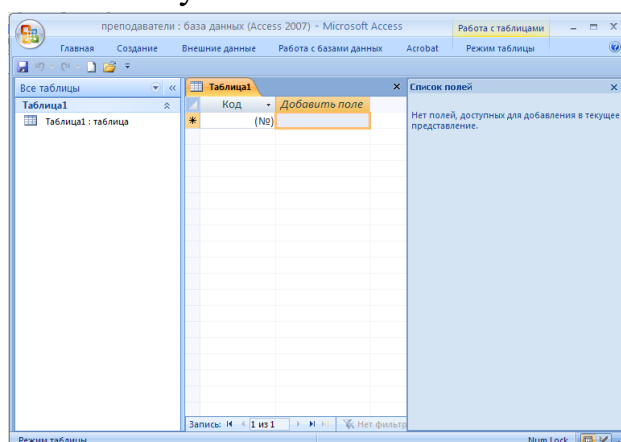 преподаватели : база данных (Access 2007) - Microsoft Access
Работа с таблицами
Главная Создание Внешние данные Работа с базами данных Acrobat Режим таблицы
Все таблицы
Таблица1
Список полей
Таблица1
Код Добавить поле
Нет полей, доступных для добавления в текущее представление.
Таблица1 : таблица
(№)
Запись: 1 из 1 Нет фильтр
Режим таблицы
Num Lock